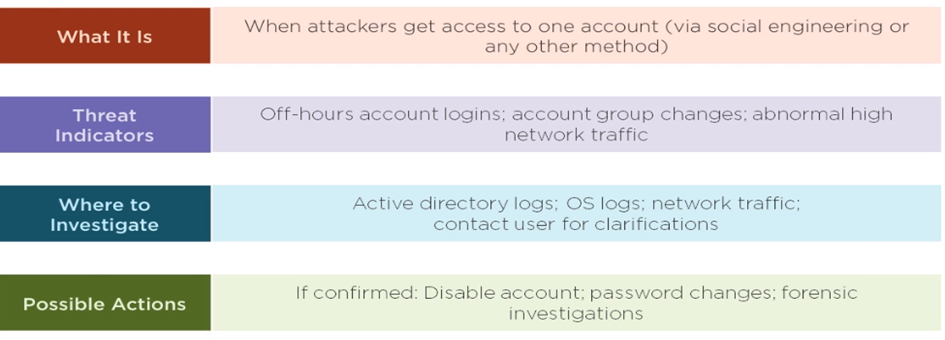 What It Is
When attackers get access to one account (via social engineering or
any other method)
Threat
Indicators
Off-hours account logins; account group changes; abnormal high
network traffic
Where to
Investigate
Active directory logs; OS logs; network traffic;
contact user for clarifications
Possible Actions
If confirmed: Disable account; password changes; forensic
investigations